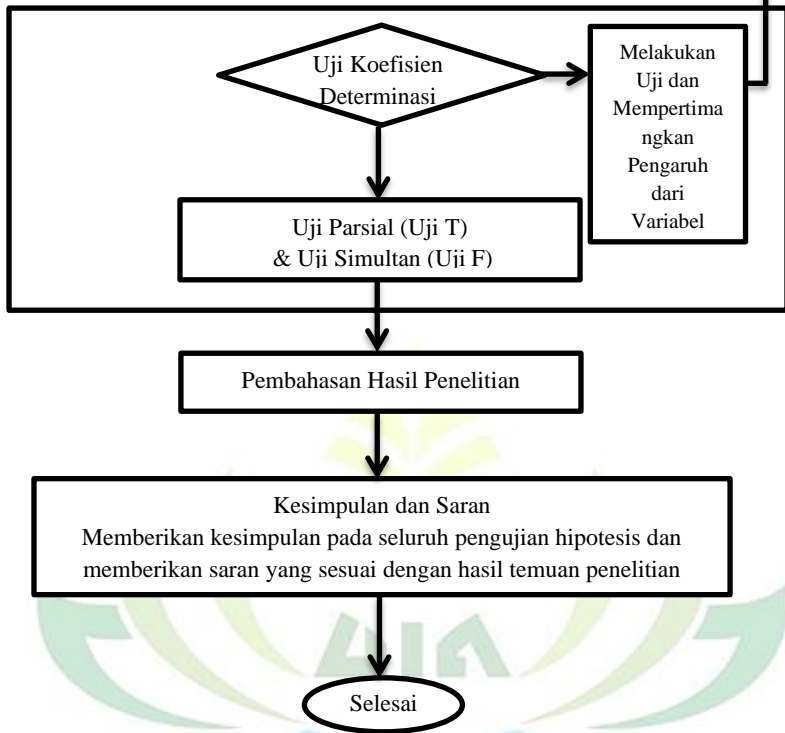 Uji Koefisien
Determinasi
Melakukan
Uji dan
Mempertima
ngkan
Pengaruh
dari
Variabel
Uji Parsial (Uji T)
& Uji Simultan (Uji F)
Pembahasan Hasil Penelitian
Kesimpulan dan Saran
Memberikan kesimpulan pada seluruh pengujian hipotesis dan
memberikan saran yang sesuai dengan hasil temuan penelitian
Selesai